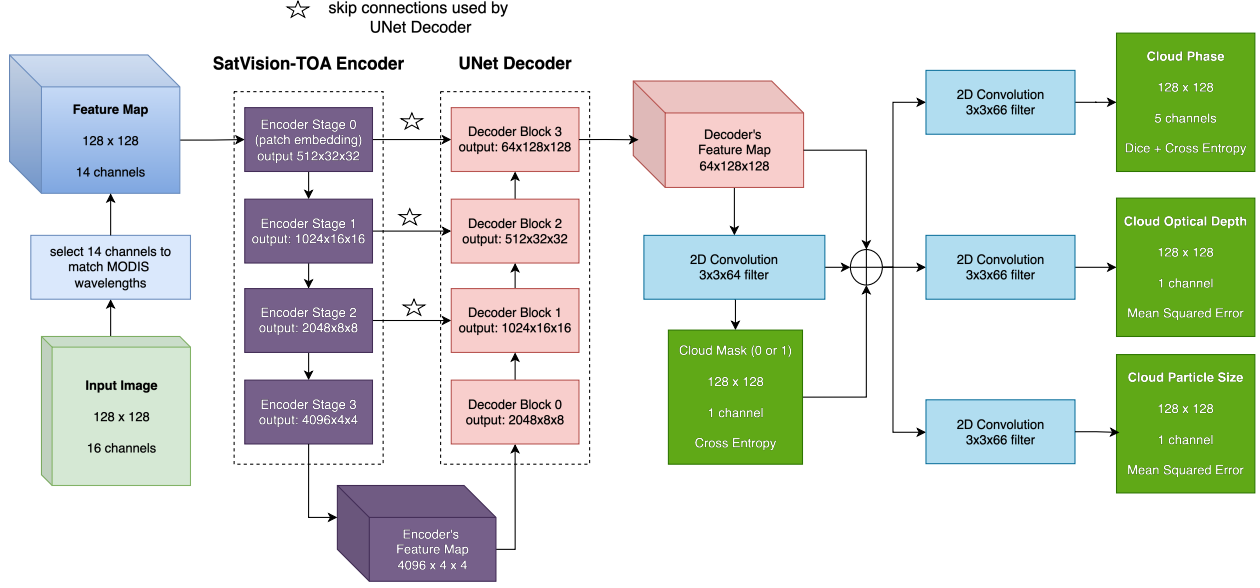 skip connections used by
UNet Decoder
SatVision-TOA Encoder
UNet Decoder
Feature Map
128 x 128
14 channels
select 14 channels to
match MODIS
wavelengths
Input Image
128 x 128
16 channels
Encoder Stage 0
(patch embedding)
output 512x32x32
Encoder Stage 1
output: 1024x16x16
Encoder Stage 2
output: 2048x8x8
Encoder Stage 3
output: 4096x4x4
Encoder's
Feature Map
4096 x 4 x 4
Decoder Block 3
output: 64x128x128
Decoder Block 2
output: 512x32x32
Decoder Block 1
output: 1024x16x16
Decoder Block 0
output: 2048x8x8
Decoder's
Feature Map
64x128x128
2D Convolution
3x3x64 filter
Cloud Mask (0 or 1)
128 x 128
1 channel
Cross Entropy
2D Convolution
3x3x66 filter
Cloud Phase
128 x 128
5 channels
Dice + Cross Entropy
2D Convolution
3x3x66 filter
Cloud Optical Depth
128 x 128
1 channel
Mean Squared Error
2D Convolution
3x3x66 filter
Cloud Particle Size
128 x 128
1 channel
Mean Squared Error